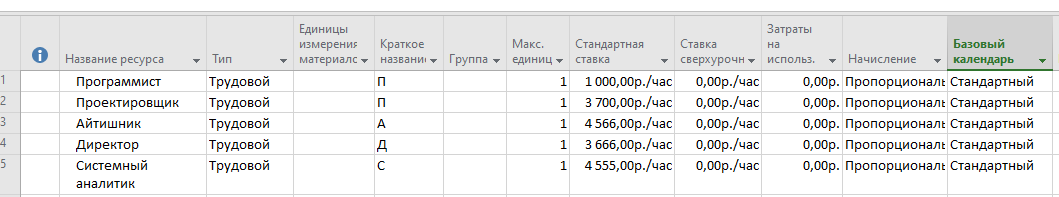 Название ресурса Тип Единицы измерения материалс Краткое названи Группа Макс. единиц Стандартная ставка Ставка сверхурочн Затраты на использ. Начисление Базовый календарь
1 Программист Трудовой П 1 1 000,00р./час 0,00р./час 0,00р. Пропорциональ Стандартный
2 Проектировщик Трудовой П 1 3 700,00р./час 0,00р./час 0,00р. Пропорциональ Стандартный
3 Айтишник Трудовой А 1 4 566,00р./час 0,00р./час 0,00р. Пропорциональ Стандартный
4 Директор Трудовой Д 1 3 666,00р./час 0,00р./час 0,00р. Пропорциональ Стандартный
5 Системный Трудовой С 1 4 555,00р./час 0,00р./час 0,00р. Пропорциональ Стандартный
аналитик